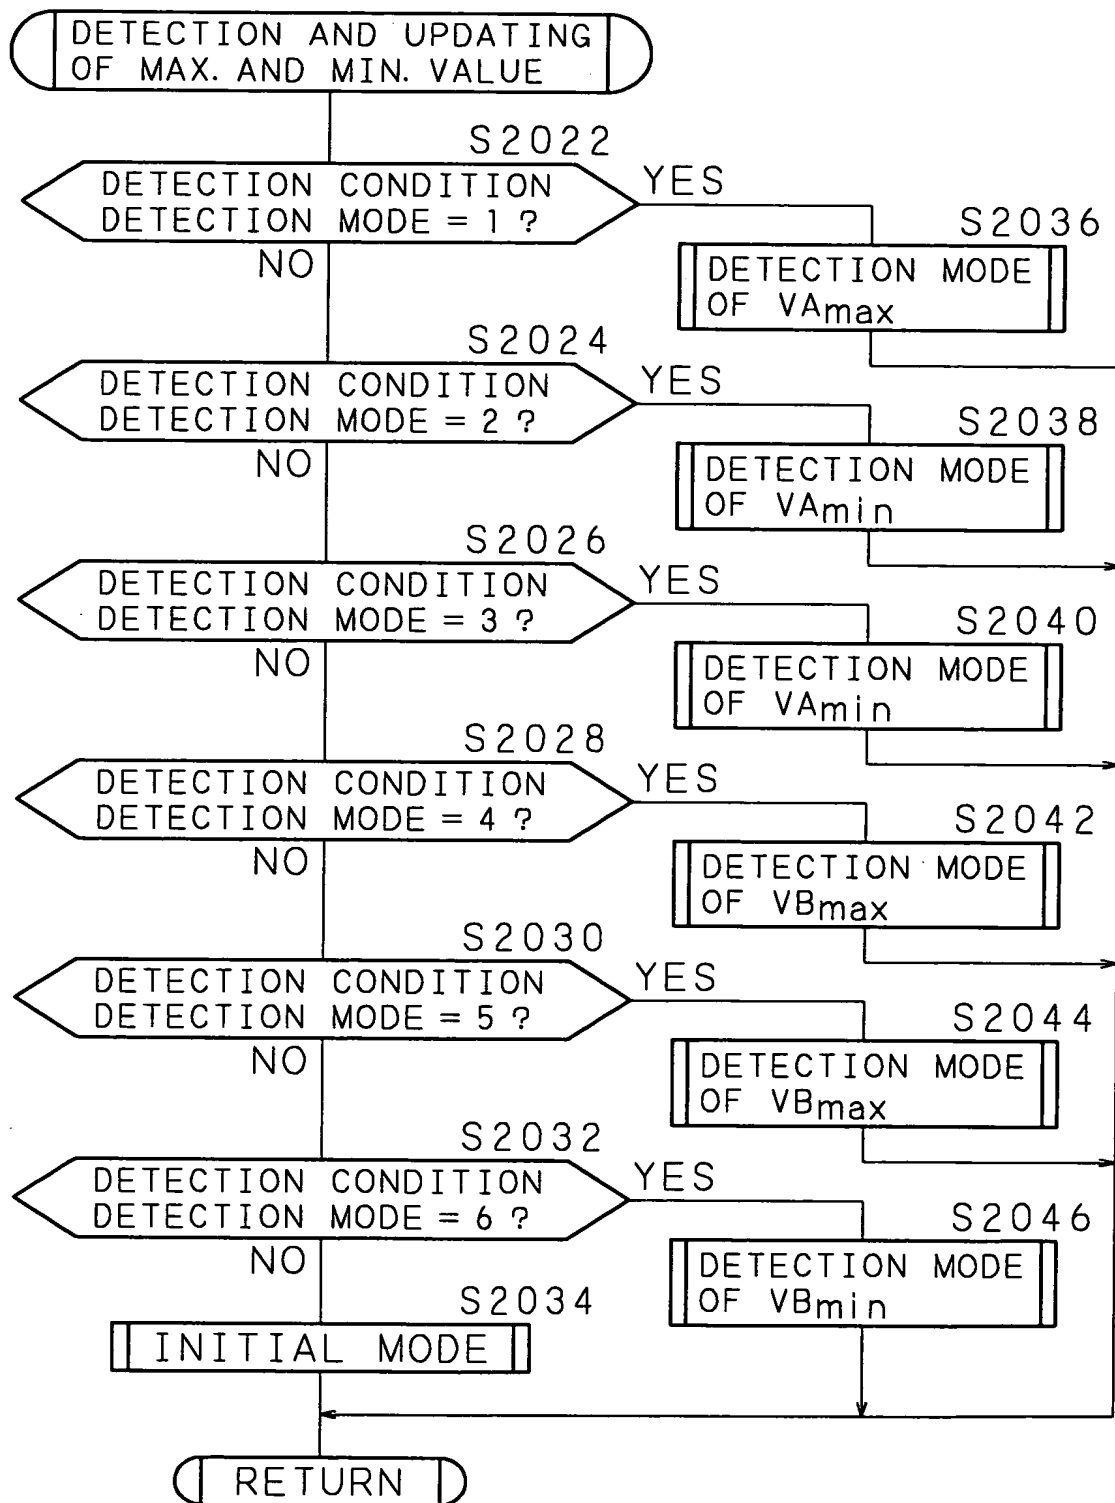 DETECTION AND UPDATING
OF MAX. AND MIN. VALUE
S2022
DETECTION CONDITION
DETECTION MODE = 1 ?
YES
NO
S2036
DETECTION MODE
OF VAmax
S2024
DETECTION CONDITION
DETECTION MODE = 2 ?
YES
NO
S2038
DETECTION MODE
OF VAmin
S2026
DETECTION CONDITION
DETECTION MODE = 3 ?
YES
NO
S2040
DETECTION MODE
OF VAmin
S2028
DETECTION CONDITION
DETECTION MODE = 4 ?
YES
NO
S2042
DETECTION MODE
OF VBmax
S2030
DETECTION CONDITION
DETECTION MODE = 5 ?
YES
NO
S2044
DETECTION MODE
OF VBmax
S2032
DETECTION CONDITION
DETECTION MODE = 6 ?
YES
NO
S2046
DETECTION MODE
OF VBmin
S2034
INITIAL MODE
RETURN